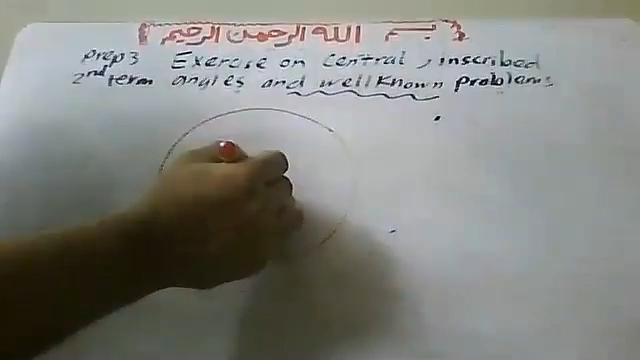 بسم الله الرحمن الرحيم
prep3 Exercise on central, inscribed
2nd term angles and wellknown problems